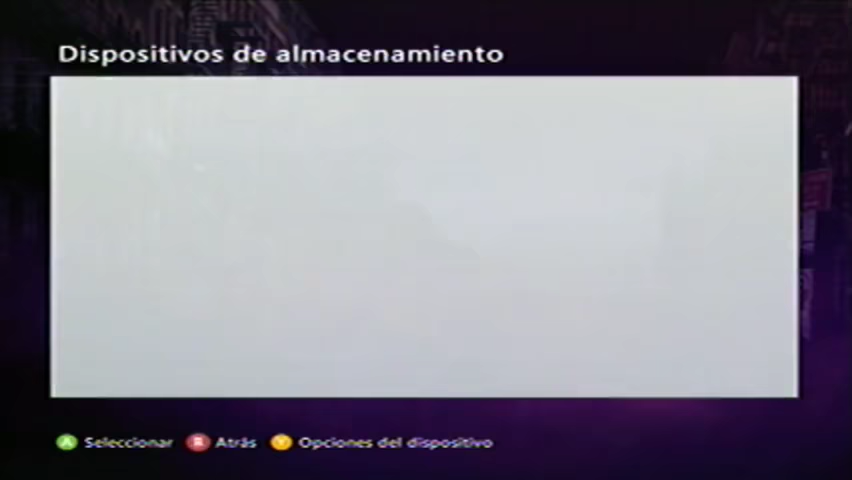 Dispositivos de almacenamiento
A Seleccionar B Atrás Y Opciones del dispositivo